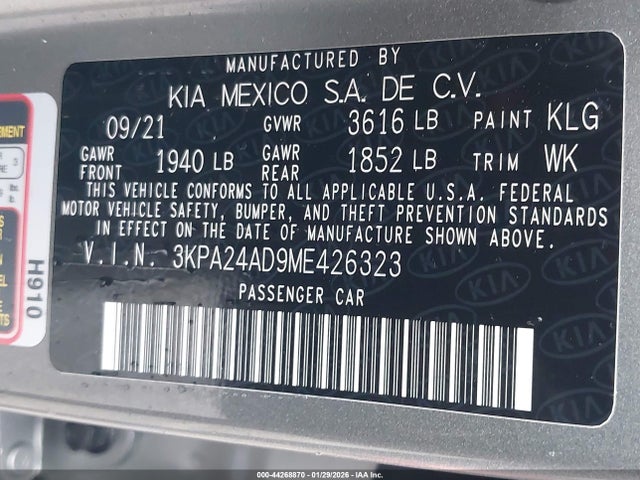 MANUFACTURED BY
KIA MEXICO S.A. DE C.V.
09/21 GVWR 3616 LB PAINT KLG
GAWR FRONT 1940 LB GAWR REAR 1852 LB TRIM WK
THIS VEHICLE CONFORMS TO ALL APPLICABLE U.S.A. FEDERAL
MOTOR VEHICLE SAFETY, BUMPER, AND THEFT PREVENTION STANDARDS
IN EFFECT ON THE DATE OF MANUFACTURE SHOWN ABOVE.
V.I.N. 3KPA24AD9ME426323
PASSENGER CAR
H910
KIA
000-44268870 - 01/29/2026 - IAA Inc.